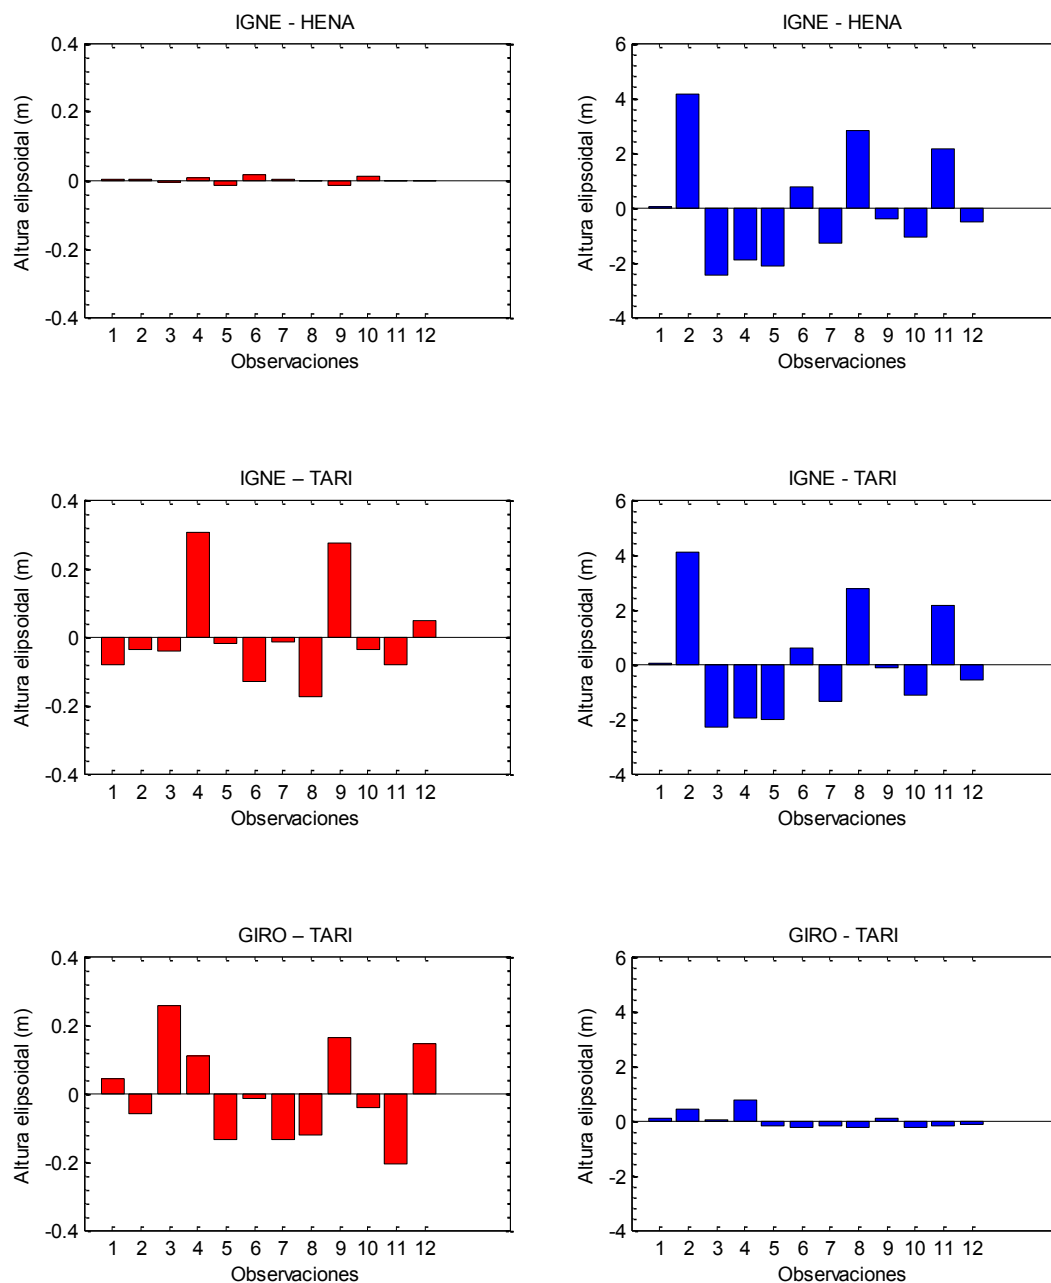 IGNE - HENA
0.4
0.2
0
-0.2
-0.4
Altura elipsoidal (m)
1 2 3 4 5 6 7 8 9 10 11 12
Observaciones
IGNE - HENA
6
4
2
0
-2
-4
Altura elipsoidal (m)
1 2 3 4 5 6 7 8 9 10 11 12
Observaciones
IGNE – TARI
0.4
0.2
0
-0.2
-0.4
Altura elipsoidal (m)
1 2 3 4 5 6 7 8 9 10 11 12
Observaciones
IGNE - TARI
6
4
2
0
-2
-4
Altura elipsoidal (m)
1 2 3 4 5 6 7 8 9 10 11 12
Observaciones
GIRO – TARI
0.4
0.2
0
-0.2
-0.4
Altura elipsoidal (m)
1 2 3 4 5 6 7 8 9 10 11 12
Observaciones
GIRO - TARI
6
4
2
0
-2
-4
Altura elipsoidal (m)
1 2 3 4 5 6 7 8 9 10 11 12
Observaciones